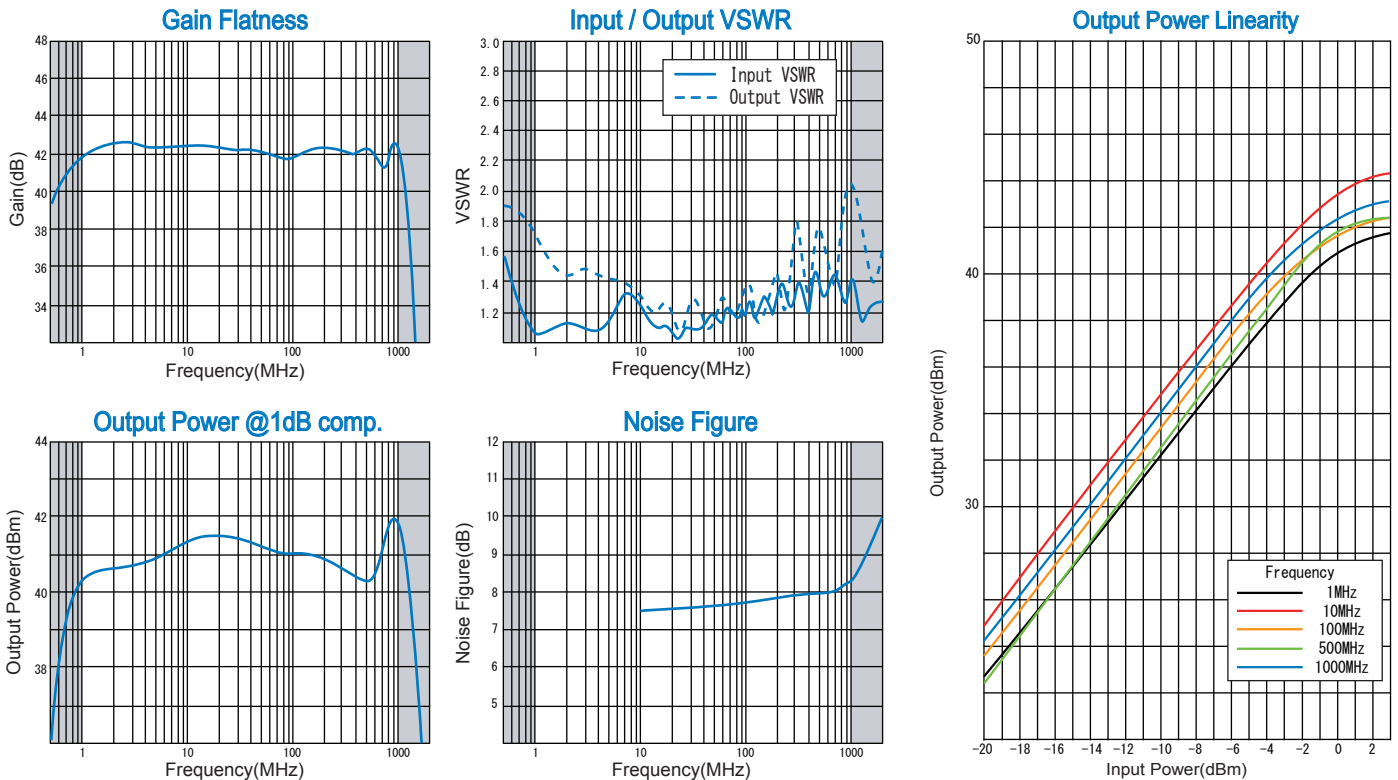 Gain Flatness
48
46
44
42
40
38
36
34
Gain(dB)
1
10
100
1000
Frequency(MHz)
Input / Output VSWR
3.0
2.8
2.6
2.4
2.2
2.0
1.8
1.6
1.4
1.2
VSWR
Input VSWR
Output VSWR
1
10
100
1000
Frequency(MHz)
Output Power @1dB comp.
44
42
40
38
Output Power(dBm)
1
10
100
1000
Frequency(MHz)
Noise Figure
12
11
10
9
8
7
6
5
Noise Figure(dB)
1
10
100
1000
Frequency(MHz)
Output Power Linearity
50
40
30
Output Power(dBm)
Frequency
1MHz
10MHz
100MHz
500MHz
1000MHz
-20 -18 -16 -14 -12 -10 -8 -6 -4 -2 0 2
Input Power(dBm)